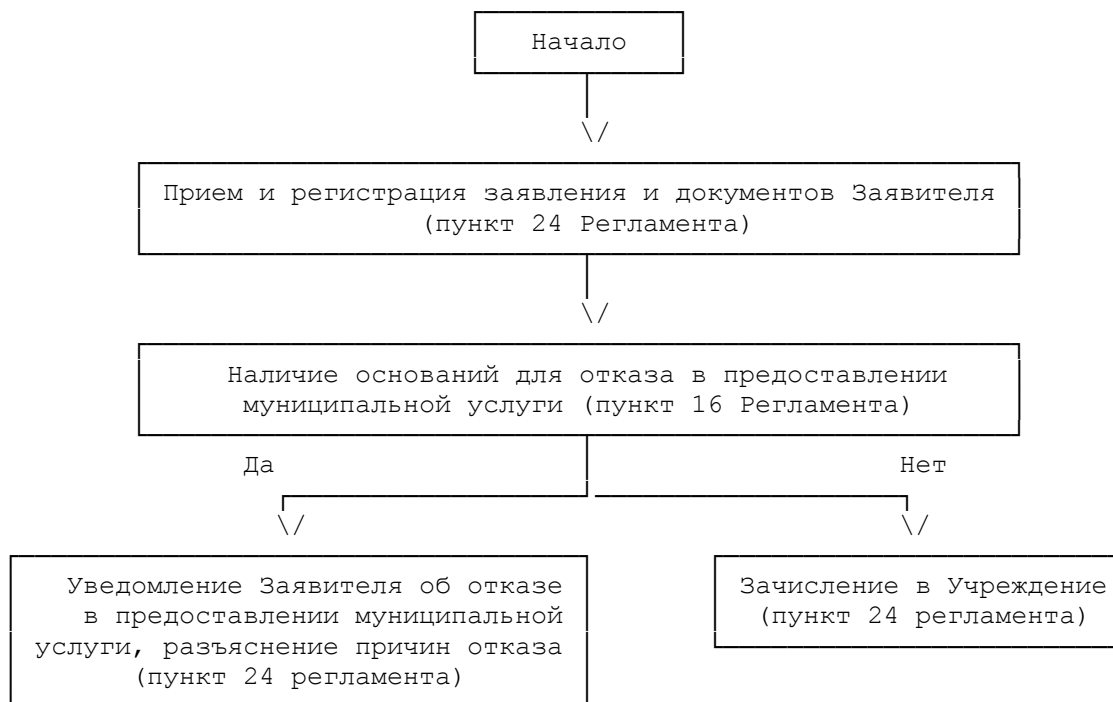 Начало
\/
Прием и регистрация заявления и документов Заявителя
(пункт 24 Регламента)
\/
Наличие оснований для отказа в предоставлении
муниципальной услуги (пункт 16 Регламента)
Да Нет
\/ \/
Уведомление Заявителя об отказе
в предоставлении муниципальной
услуги, разъяснение причин отказа
(пункт 24 регламента)
Зачисление в Учреждение
(пункт 24 регламента)